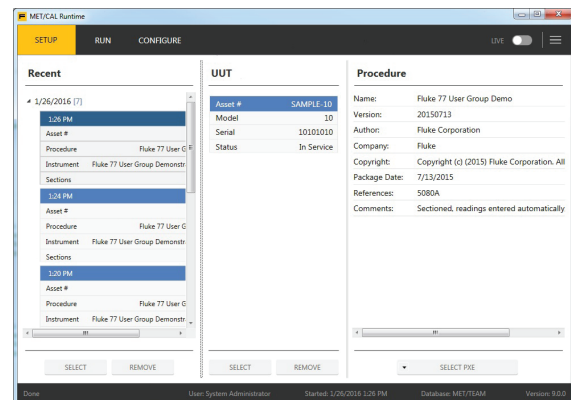 MET/CAL Runtime
SETUP RUN CONFIGURE LIVE
Recent
1/26/2016 [7]
1:26 PM
Asset #
Procedure Fluke 77 User G
Instrument Fluke 77 User Group Demonstr
Sections
1:24 PM
Asset #
Procedure Fluke 77 User G
Instrument Fluke 77 User Group Demonstr
Sections
1:20 PM
Asset #
Procedure Fluke 77 User G
Instrument Fluke 77 User Group Demonstr
SELECT REMOVE
UUT
Asset # SAMPLE-10
Model 10
Serial 10101010
Status In Service
SELECT REMOVE
Procedure
Name: Fluke 77 User Group Demo
Version: 20150713
Author: Fluke Corporation
Company: Fluke
Copyright: Copyright (c) (2015) Fluke Corporation. All
Package Date: 7/13/2015
References: 5080A
Comments: Sectioned, readings entered automatically
SELECT PXE
Done User: System Administrator Started: 1/26/2016 1:26 PM Database: MET/TEAM Version: 9.0.0